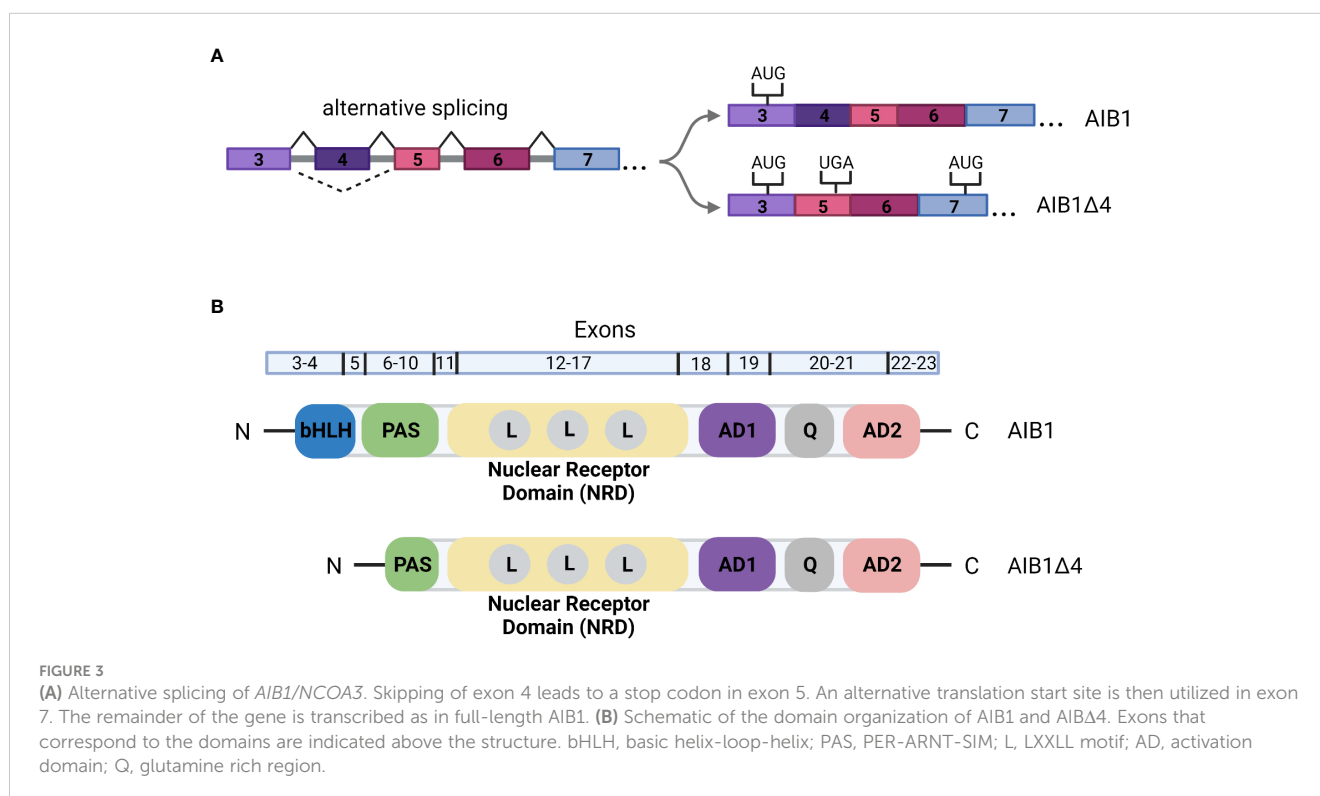 A
alternative splicing
3 4 5 6 7 ...
AUG
3 4 5 6 7 ... AIB1
AUG UGA AUG
3 5 6 7 ... AIB1Δ4
B
Exons
3-4 5 6-10 11 12-17 18 19 20-21 22-23
N bHLH PAS L L L AD1 Q AD2 C AIB1
Nuclear Receptor
Domain (NRD)
N PAS L L L AD1 Q AD2 C AIB1Δ4
Nuclear Receptor
Domain (NRD)
FIGURE 3
(A) Alternative splicing of AIB1/NCOA3. Skipping of exon 4 leads to a stop codon in exon 5. An alternative translation start site is then utilized in exon
7. The remainder of the gene is transcribed as in full-length AIB1. (B) Schematic of the domain organization of AIB1 and AIBΔ4. Exons that
correspond to the domains are indicated above the structure. bHLH, basic helix-loop-helix; PAS, PER-ARNT-SIM; L, LXXLL motif; AD, activation
domain; Q, glutamine rich region.